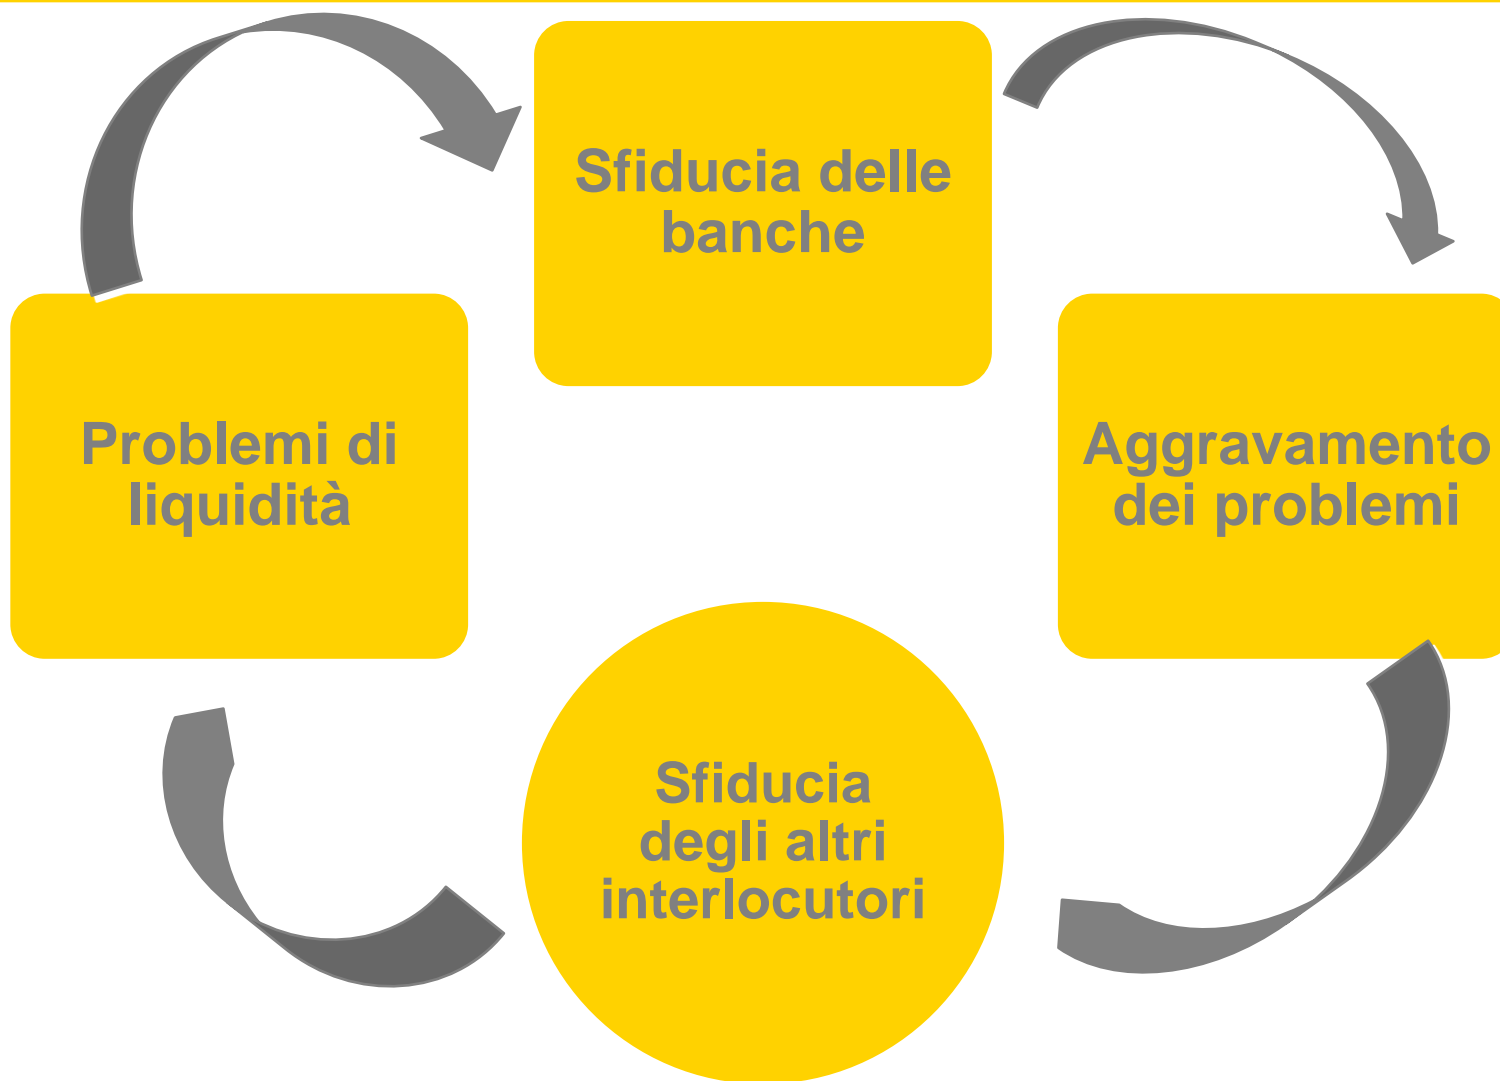 Sfiducia delle
banche
Problemi di
liquidità
Aggravamento
dei problemi
Sfiducia
degli altri
interlocutori